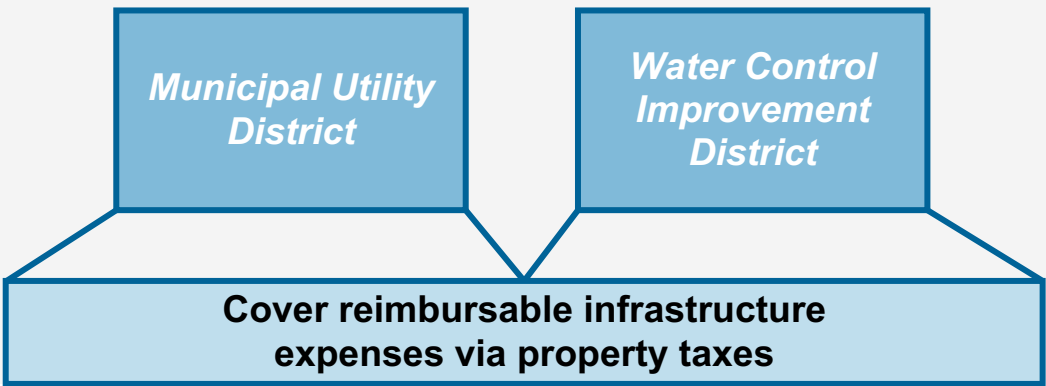 Municipal Utility
District
Water Control
Improvement
District
Cover reimbursable infrastructure
expenses via property taxes